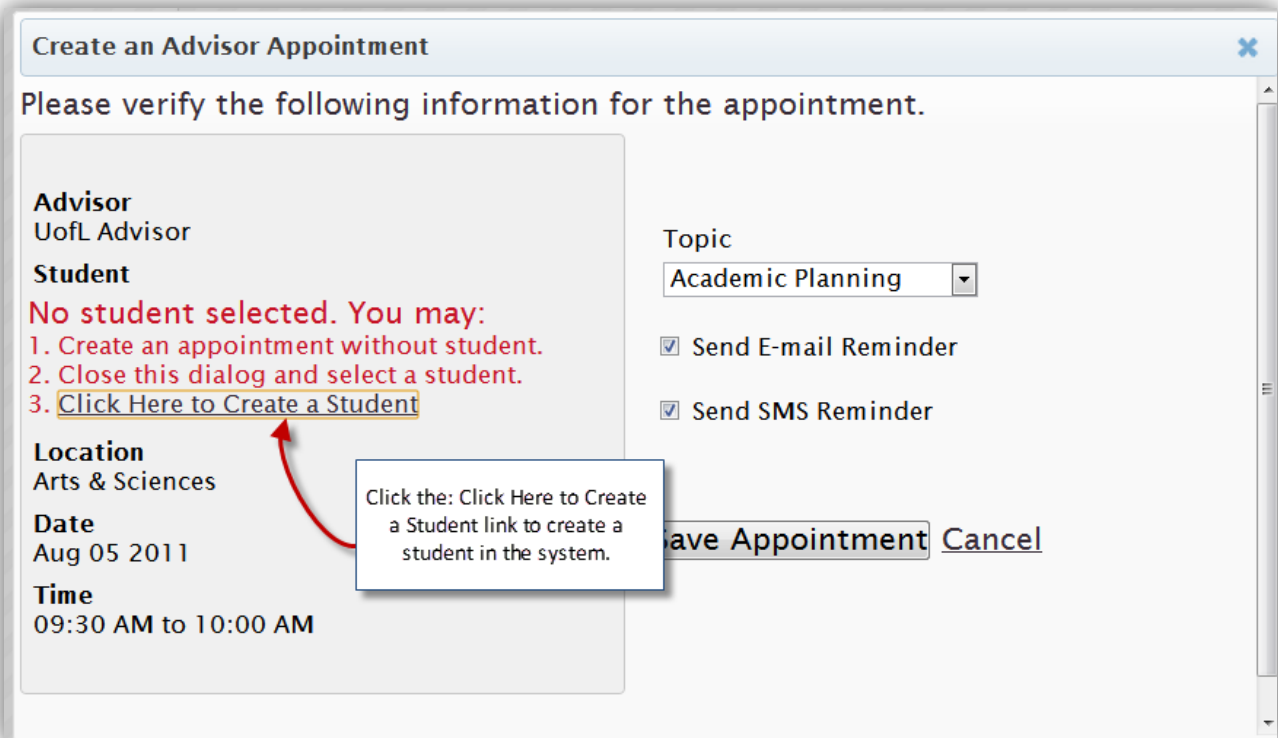 Create an Advisor Appointment
Please verify the following information for the appointment.
Advisor
UofL Advisor
Student
No student selected. You may:
1. Create an appointment without student.
2. Close this dialog and select a student.
3. Click Here to Create a Student
Location
Arts & Sciences
Date
Aug 05 2011
Time
09:30 AM to 10:00 AM
Click the: Click Here to Create
a Student link to create a
student in the system.
Topic
Academic Planning
Send E-mail Reminder
Send SMS Reminder
Save Appointment Cancel